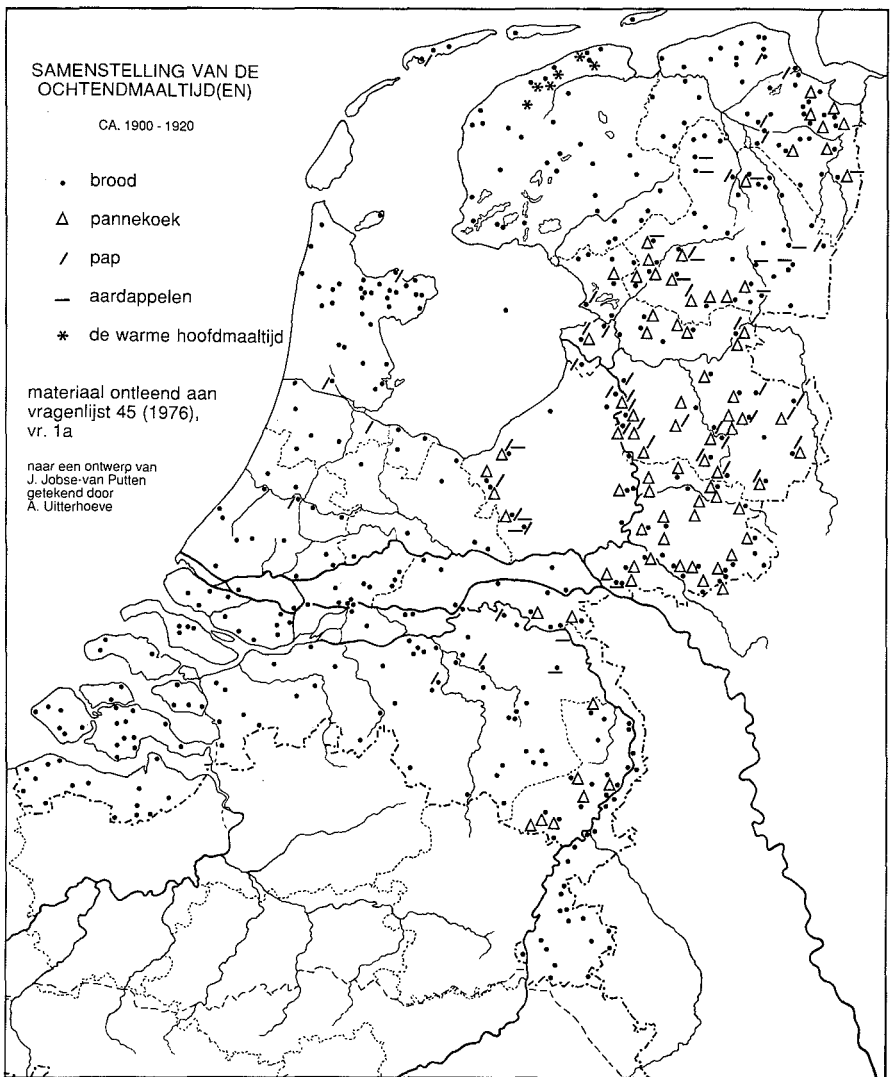 SAMENSTELLING VAN DE
OCHTENDMAALTIJD(EN)
CA. 1900 - 1920
brood
pannekoek
pap
aardappelen
de warme hoofdmaaltijd
materiaal ontleend aan
vragenlijst 45 (1976),
vr. 1a
naar een ontwerp van
J. Jobse-van Putten
getekend door
A. Uitterhoeve